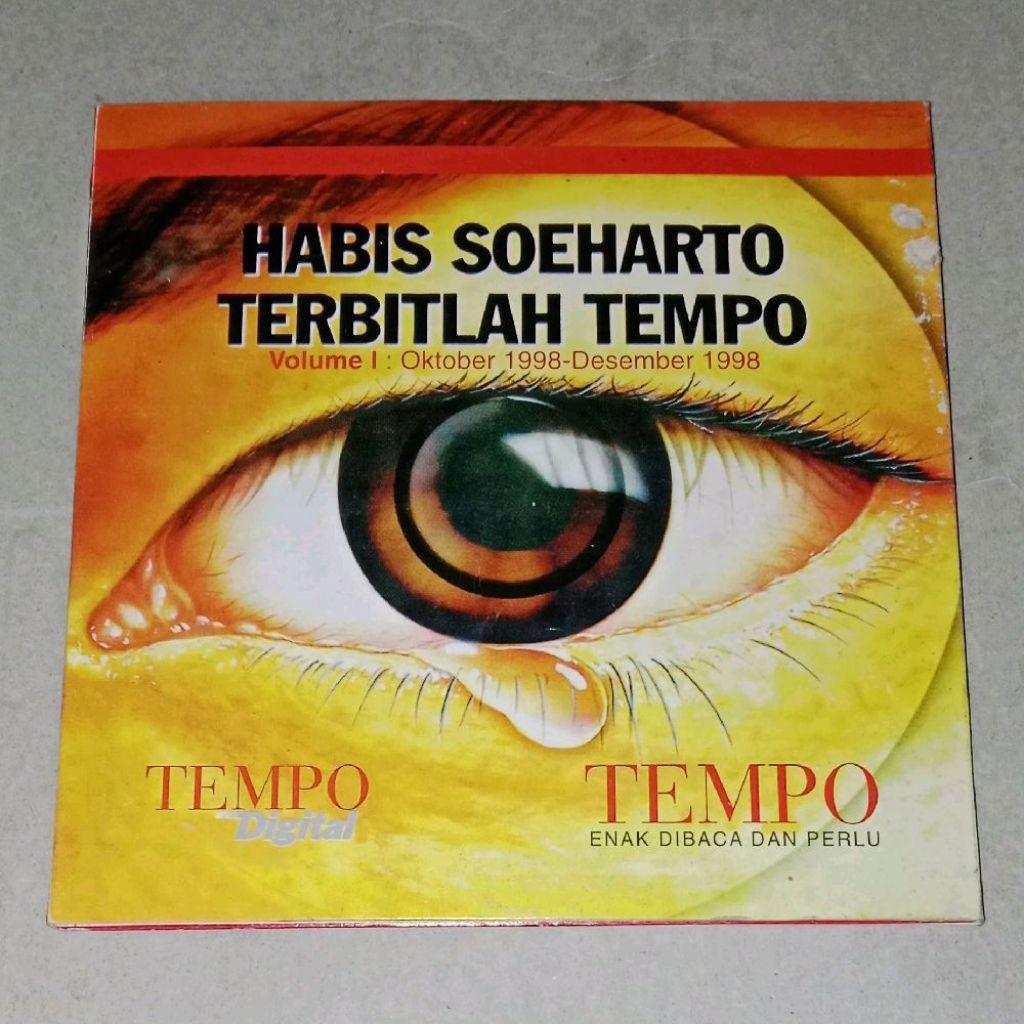 HABIS SOEHARTO
TERBITLAH TEMPO
Volume I : Oktober 1998-Desember 1998
TEMPO
Digital
TEMPO
ENAK DIBACA DAN PERLU